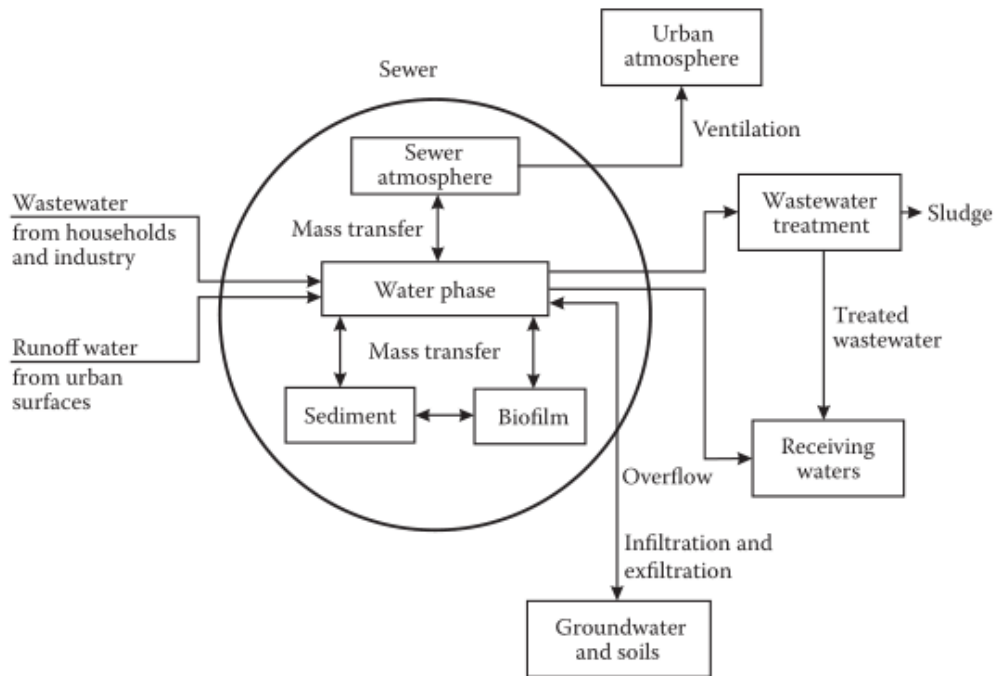 Urban
atmosphere
Sewer
Ventilation
Sewer
atmosphere
Wastewater
from households
and industry
Mass transfer
Wastewater
treatment
Sludge
Water phase
Runoff water
from urban
surfaces
Mass transfer
Treated
wastewater
Sediment
Biofilm
Receiving
waters
Overflow
Infiltration and
exfiltration
Groundwater
and soils